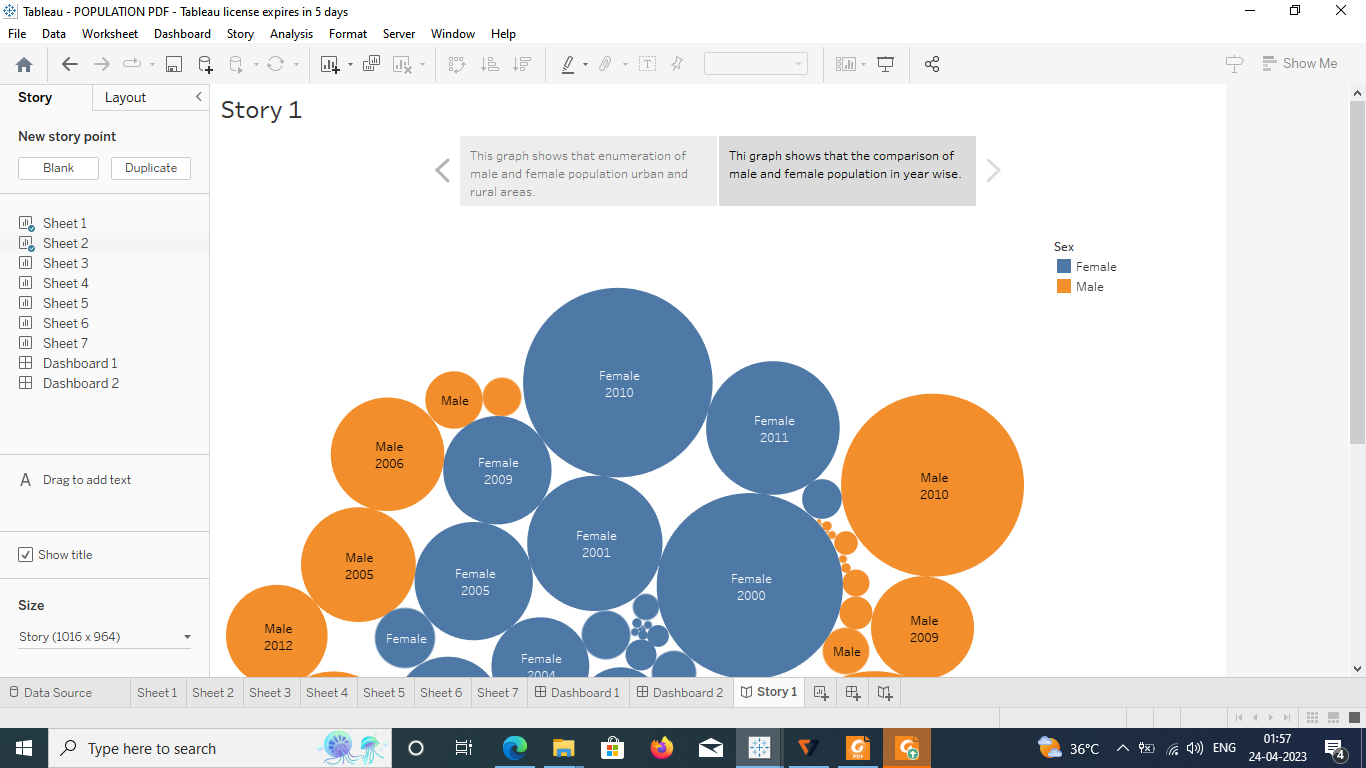 Tableau - POPULATION PDF - Tableau license expires in 5 days
File Data Worksheet Dashboard Story Analysis Format Server Window Help
Show Me
Story Layout
New story point
Blank Duplicate
Sheet 1
Sheet 2
Sheet 3
Sheet 4
Sheet 5
Sheet 6
Sheet 7
Dashboard 1
Dashboard 2
A Drag to add text
Show title
Size
Story (1016 x 964)
Story 1
This graph shows that enumeration of
male and female population urban and
rural areas.
Thi graph shows that the comparison of
male and female population in year wise.
Sex
Female
Male
Female
2010
Male
Female
2011
Male
2006
Female
2009
Male
2010
Female
2001
Male
2005
Female
2005
Female
2000
Male
2012
Female
Female
2004
Male
2009
Male
Data Source Sheet 1 Sheet 2 Sheet 3 Sheet 4 Sheet 5 Sheet 6 Sheet 7 Dashboard 1 Dashboard 2 Story 1
Type here to search
PDF
36°C
ENG
01:57
24-04-2023
4